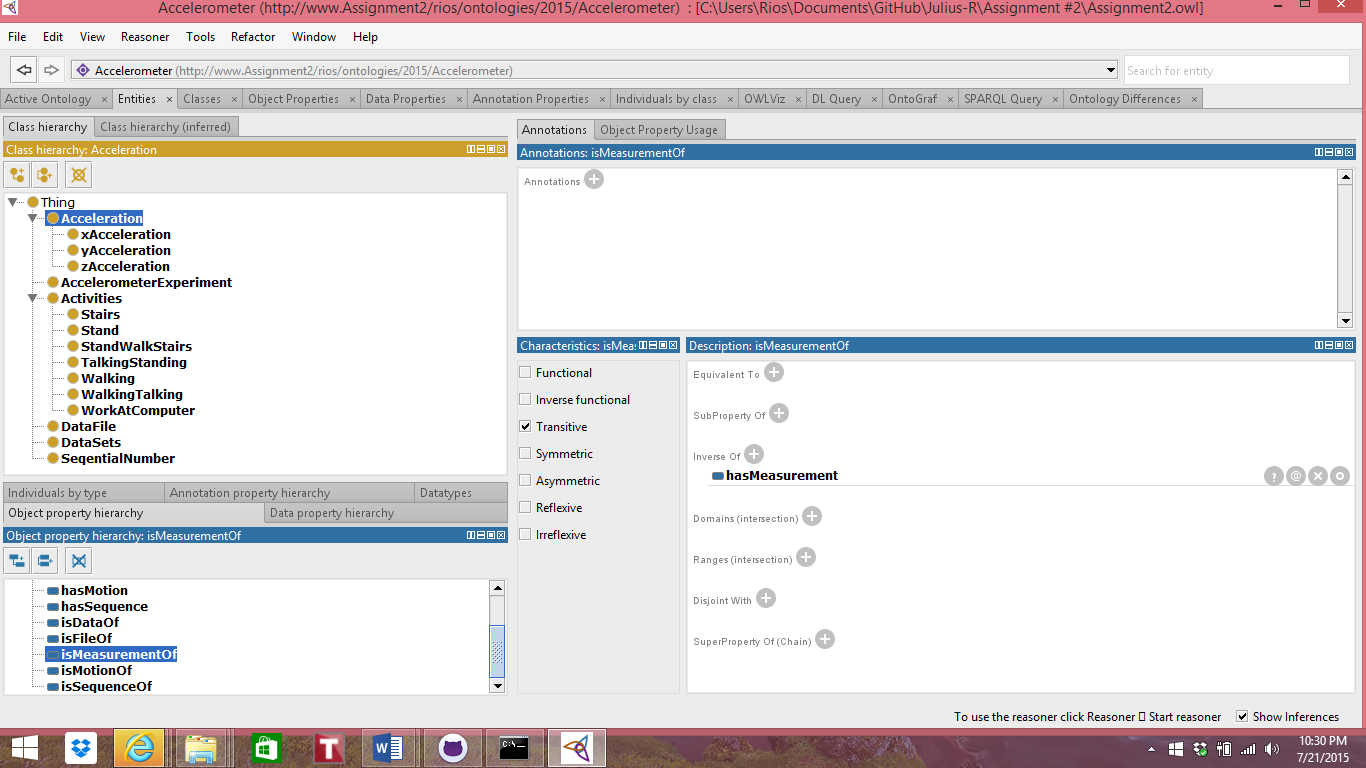 Accelerometer (http://www.Assignment2/rios/ontologies/2015/Accelerometer) : [C:\Users\Rios\Documents\GitHub\Julius-R\Assignment #2\Assignment2.owl]
File Edit View Reasoner Tools Refactor Window Help
Accelerometer (http://www.Assignment2/rios/ontologies/2015/Accelerometer)
Search for entity
Active Ontology × Entities × Classes × Object Properties × Data Properties × Annotation Properties × Individuals by class × OWLViz × DL Query × OntoGraf × SPARQL Query × Ontology Differences ×
Class hierarchy Class hierarchy (inferred)
Class hierarchy: Acceleration
Thing
Acceleration
xAcceleration
yAcceleration
zAcceleration
AccelerometerExperiment
Activities
Stairs
Stand
StandWalkStairs
TalkingStanding
Walking
WalkingTalking
WorkAtComputer
DataFile
DataSets
SeqentialNumber
Individuals by type Annotation property hierarchy Datatypes
Object property hierarchy Data property hierarchy
Object property hierarchy: isMeasurementOf
hasMotion
hasSequence
isDataOf
isFileOf
isMeasurementOf
isMotionOf
isSequenceOf
Annotations Object Property Usage
Annotations: isMeasurementOf
Annotations
Characteristics: isMeas
Functional
Inverse functional
Transitive
Symmetric
Asymmetric
Reflexive
Irreflexive
Description: isMeasurementOf
Equivalent To
SubProperty Of
Inverse Of
hasMeasurement
Domains (intersection)
Ranges (intersection)
Disjoint With
SuperProperty Of (Chain)
To use the reasoner click Reasoner Start reasoner Show Inferences
10:30 PM
7/21/2015